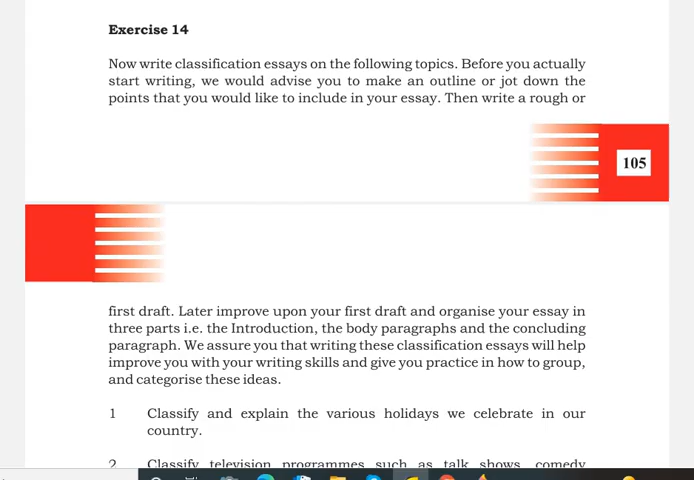 Exercise 14
Now write classification essays on the following topics. Before you actually
start writing, we would advise you to make an outline or jot down the
points that you would like to include in your essay. Then write a rough or
105
first draft. Later improve upon your first draft and organise your essay in
three parts i.e. the Introduction, the body paragraphs and the concluding
paragraph. We assure you that writing these classification essays will help
improve you with your writing skills and give you practice in how to group,
and categorise these ideas.
1 Classify and explain the various holidays we celebrate in our
country.
2 Classify television programmes such as talk shows, comedy